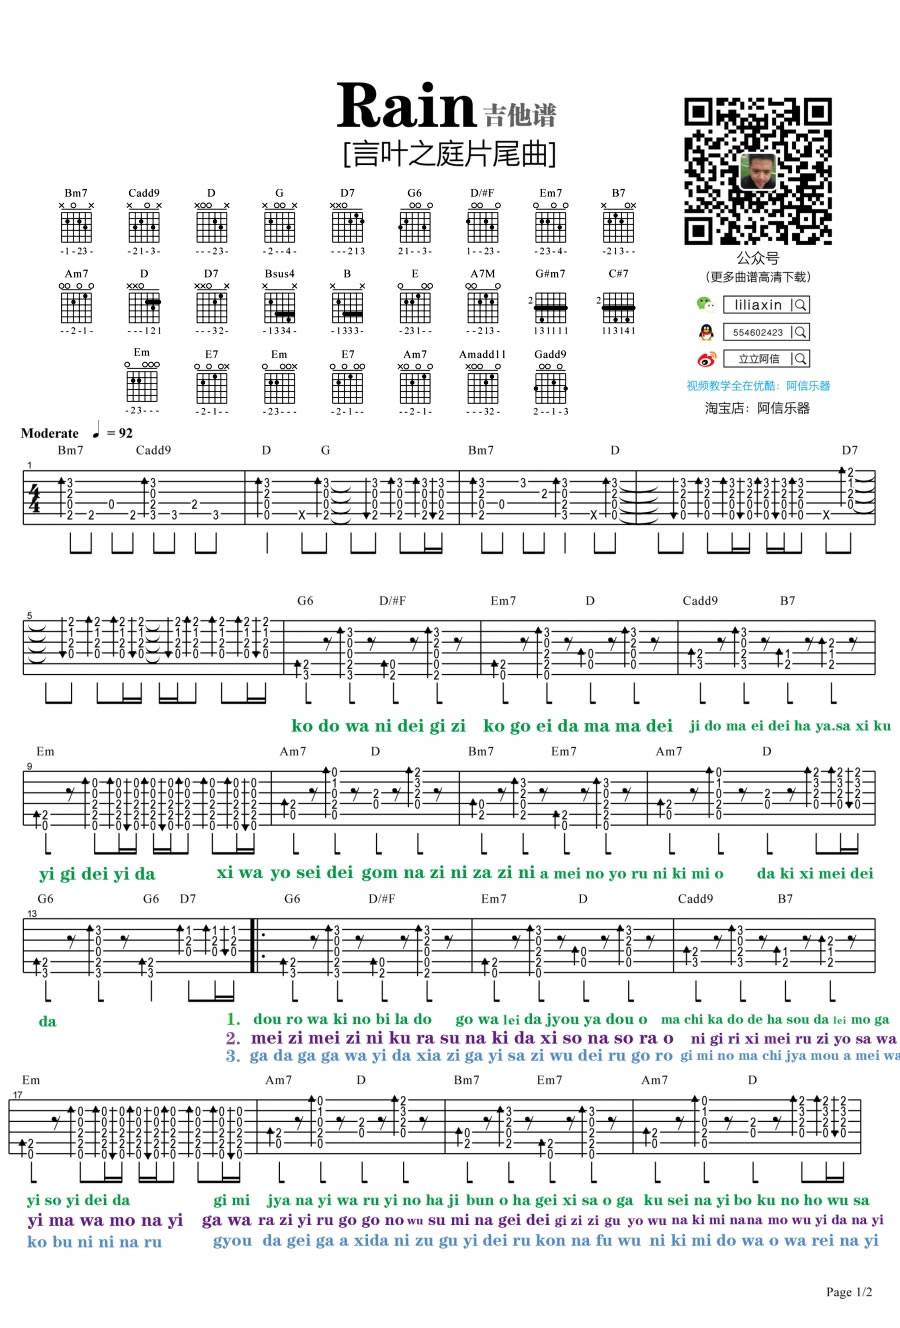 Rain 吉他谱
[言叶之庭片尾曲]
公众号
（更多曲谱高清下载）
liliaxin
554602423
立立阿信
视频教学全在优酷：阿信乐器
淘宝店：阿信乐器
Bm7 Cadd9 D G D7 G6 D/#F Em7 B7
-1-23- -21-3- ---23- -2--4- ---213 21--3- 1--23- -23-4- -213--
Am7 D D7 Bsus4 B E A7M G#m7 C#7
--2-1- ---121 ---32- -1334- -1333- -231-- --213- 131111 113141
Em E7 Em E7 Am7 Amadd11 Gadd9
-23--- -2-1-- -23--- -2-1-- --2-1- ---32- 2--1-3
Moderate ♩ = 92
Bm7 Cadd9 D G Bm7 D D7
G6 D/#F Em7 D Cadd9 B7
ko do wa ni dei gi zi ko go ei da ma ma dei ji do ma ei dei ha ya.sa xi ku
Em Am7 D Bm7 Em7 Am7 D
yi gi dei yi da xi wa yo sei dei gom na zi ni za zi ni a mei no yo ru ni ki mi o da ki xi mei dei
G6 G6 D7 G6 D/#F Em7 D Cadd9 B7
da
1. dou ro wa ki no bi la do go wa lei da jyou ya dou o ma chi ka do de ha sou da lei mo ga
2. mei zi mei zi ni ku ra su na ki da xi so na so ra o ni gi ri xi mei ru zi yo sa wa
3. ga da ga ga wa yi da xia zi ga yi sa zi wu dei ru go ro gi mi no ma chi jya mou a mei wa
Em Am7 D Bm7 Em7 Am7 D
yi so yi dei da gi mi jya na yi wa ru yi no ha ji bun o ha gei xi sa o ga ku sei na yi bo ku no ho wu sa
yi ma wa mo na yi ga wa ra zi yi ru go go no wu su mi na gei dei gi zi zi gu yo wu na ki mi nana mo wu yi da na yi
ko bu ni ni na ru gyou da gei ga a xida ni zu gu yi dei ru kon na fu wu ni ki mi do wa o wa rei na yi
Page 1/2